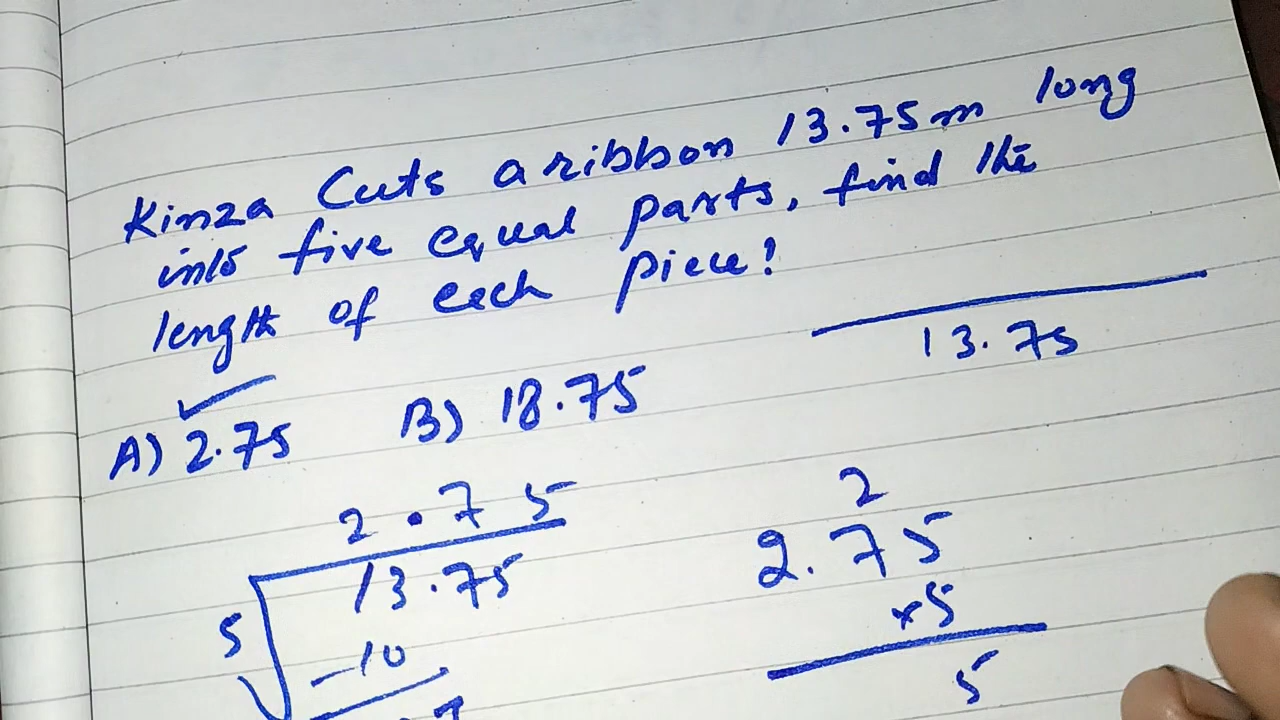 Kinza Cuts a ribbon 13.75m long
into five equal parts, find the
length of each piece?
13.75
A) 2.75 B) 18.75
2.75
5 13.75
-10
2
2.75
×5
5